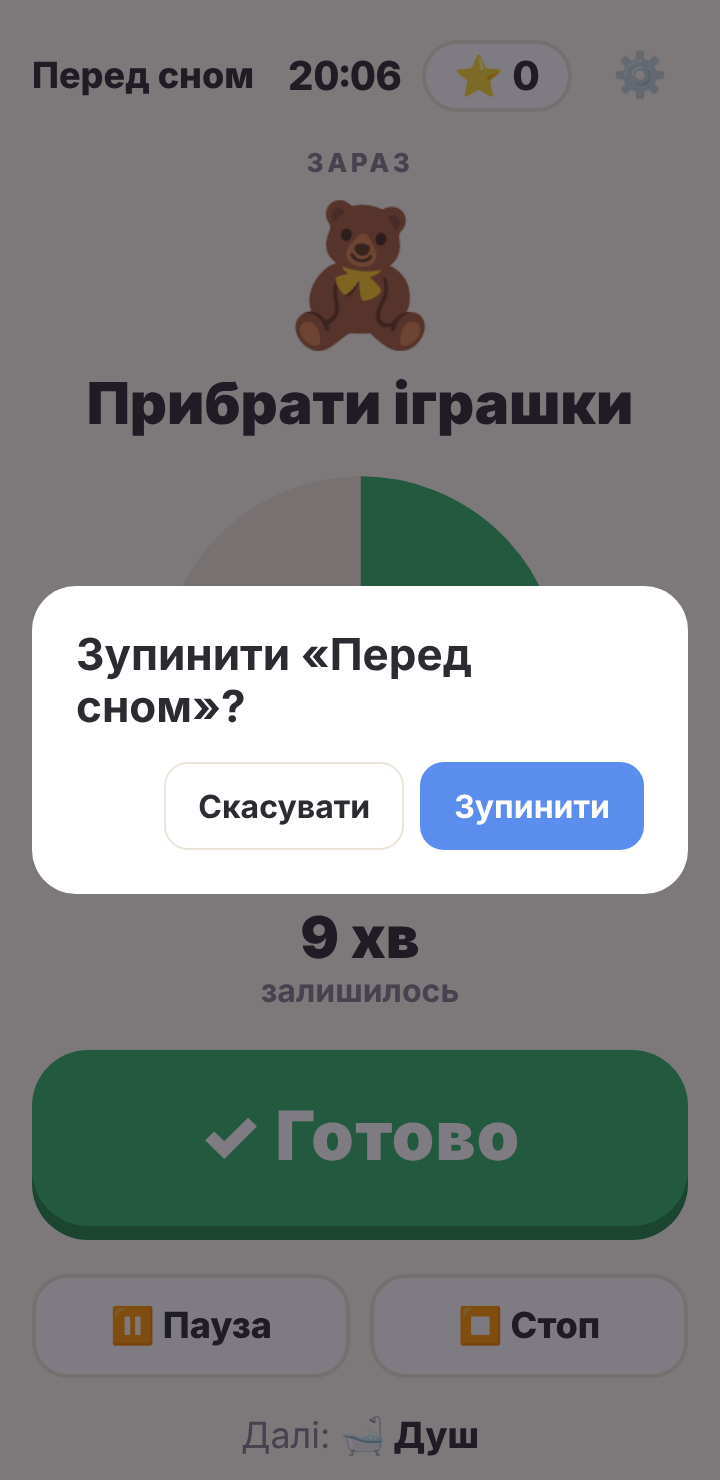 Перед сном 20:06 ⭐ 0 ⚙️
ЗАРАЗ
Прибрати іграшки
Зупинити «Перед
сном»?
Скасувати Зупинити
9 хв
залишилось
✓ Готово
⏸️ Пауза ⏹️ Стоп
Далі: 🛁 Душ